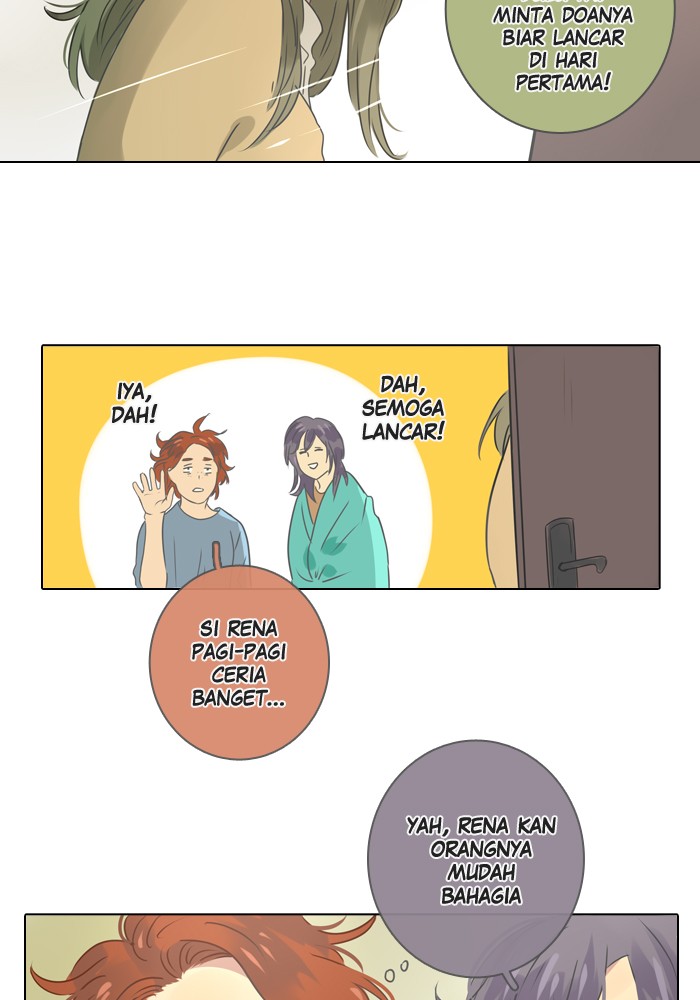 MINTA DOANYA
BIAR LANCAR
DI HARI
PERTAMA!
IYA,
DAH!
DAH,
SEMOGA
LANCAR!
SI RENA
PAGI-PAGI
CERIA
BANGET...
YAH, RENA KAN
ORANGNYA
MUDAH
BAHAGIA